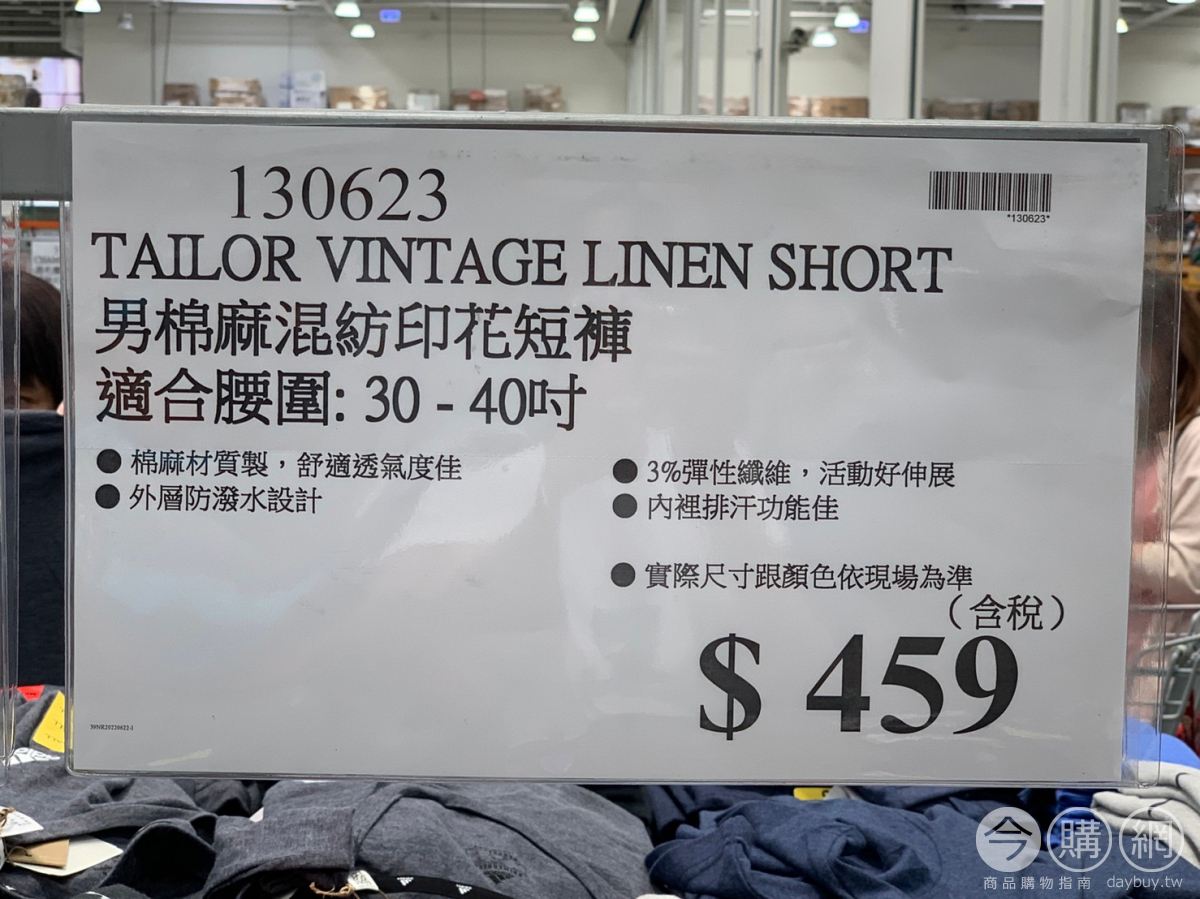 130623
*130623*
TAILOR VINTAGE LINEN SHORT
男棉麻混紡印花短褲
適合腰圍: 30 - 40吋
● 棉麻材質製，舒適透氣度佳
● 3%彈性纖維，活動好伸展
● 外層防潑水設計
● 內裡排汗功能佳
● 實際尺寸跟顏色依現場為準
（含稅）
$ 459
今購網
商品購物指南 daybuy.tw